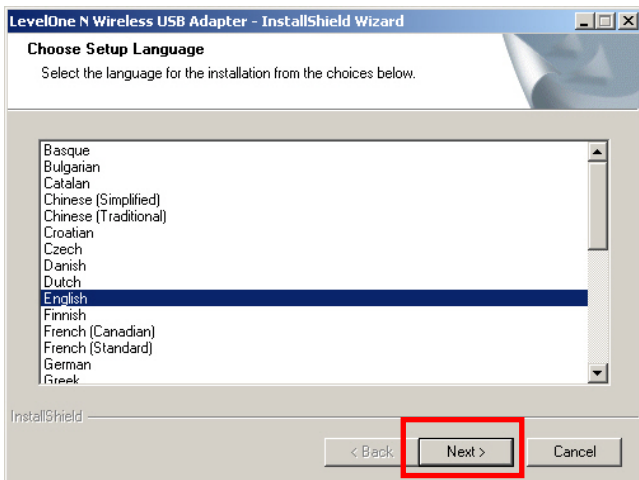 LevelOne N Wireless USB Adapter - InstallShield Wizard
Choose Setup Language
Select the language for the installation from the choices below.
Basque
Bulgarian
Catalan
Chinese (Simplified)
Chinese (Traditional)
Croatian
Czech
Danish
Dutch
English
Finnish
French (Canadian)
French (Standard)
German
Greek
InstallShield
< Back Next > Cancel